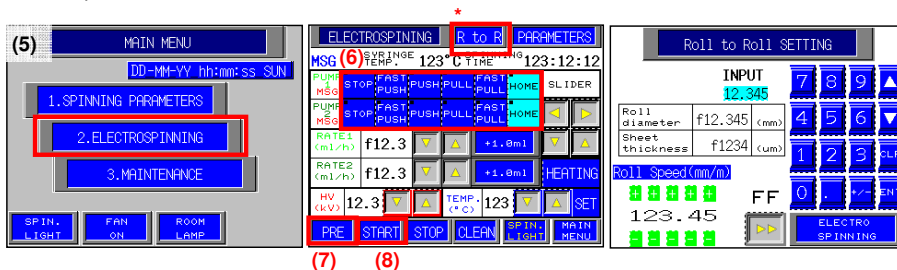 *
(5)
MAIN MENU
DD-MM-YY hh:mm:ss SUN
1.SPINNING PARAMETERS
2.ELECTROSPINNING
3.MAINTENANCE
SPIN. LIGHT
FAN ON
ROOM LAMP
ELECTROSPINING R to R PARAMETERS
MSG (6) SYRINGE TEMP. 123°C SPINNING TIME 123:12:12
PUMP 1 MSG STOP FAST PUSH PUSH PULL FAST PULL HOME SLIDER
PUMP 2 MSG STOP FAST PUSH PUSH PULL FAST PULL HOME
RATE1 (ml/h) f12.3 +1.0ml
RATE2 (ml/h) f12.3 +1.0ml HEATING
HV (kV) 12.3 TEMP. (°C) 123 SET
PRE START STOP CLEAN SPIN. LIGHT MAIN MENU
(7) (8)
Roll to Roll SETTING
INPUT
12.345
Roll diameter f12.345 (mm)
Sheet thickness f1234 (um)
Roll Speed(mm/m)
123.45
FF
7 8 9
4 5 6
1 2 3 CLR
0 . +/- ENT
ELECTRO SPINNING